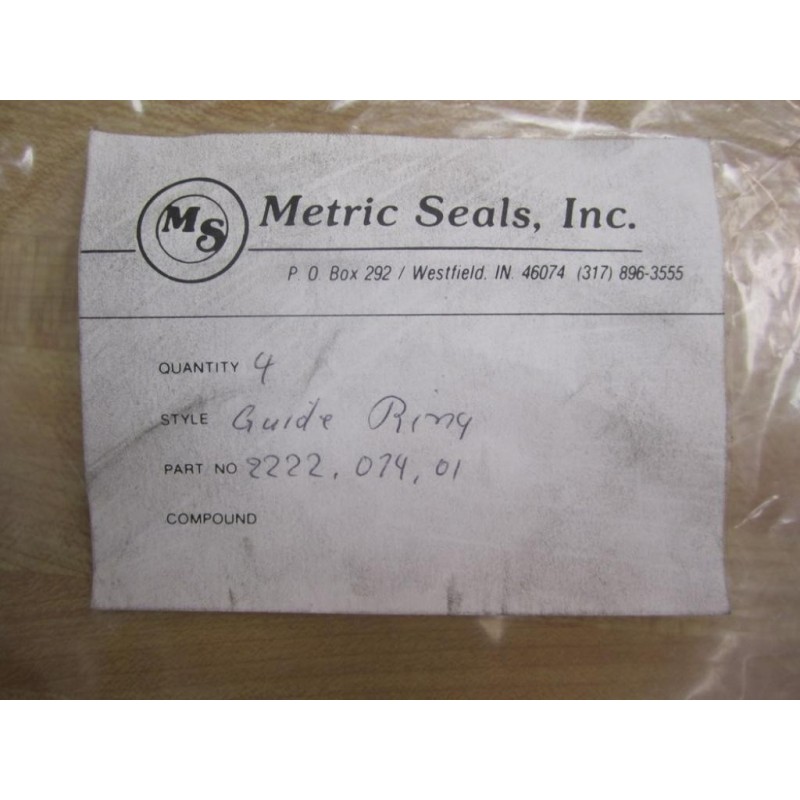 MS Metric Seals, Inc.
P. O. Box 292 / Westfield, IN. 46074 (317) 896-3555
QUANTITY 4
STYLE Guide Ring
PART NO 2222.074.01
COMPOUND